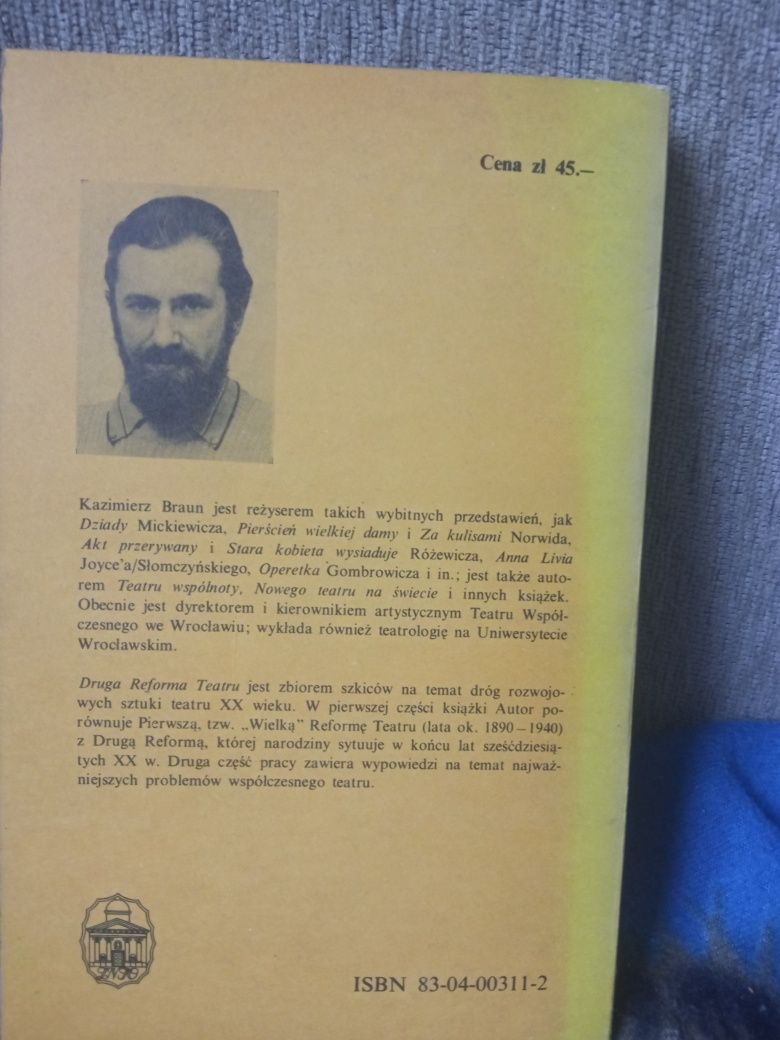 Cena zł 45.—
Kazimierz Braun jest reżyserem takich wybitnych przedstawień, jak
Dziady Mickiewicza, Pierścień wielkiej damy i Za kulisami Norwida,
Akt przerywany i Stara kobieta wysiaduje Różewicza, Anna Livia
Joyce'a/Słomczyńskiego, Operetka Gombrowicza i in.; jest także auto-
rem Teatru wspólnoty, Nowego teatru na świecie i innych książek.
Obecnie jest dyrektorem i kierownikiem artystycznym Teatru Współ-
czesnego we Wrocławiu; wykłada również teatrologię na Uniwersytecie
Wrocławskim.
Druga Reforma Teatru jest zbiorem szkiców na temat dróg rozwojo-
wych sztuki teatru XX wieku. W pierwszej części książki Autor po-
równuje Pierwszą, tzw. „Wielką” Reformę Teatru (lata ok. 1890–1940)
z Drugą Reformą, której narodziny sytuuje w końcu lat sześćdziesią-
tych XX w. Druga część pracy zawiera wypowiedzi na temat najważ-
niejszych problemów współczesnego teatru.
ISBN 83-04-00311-2